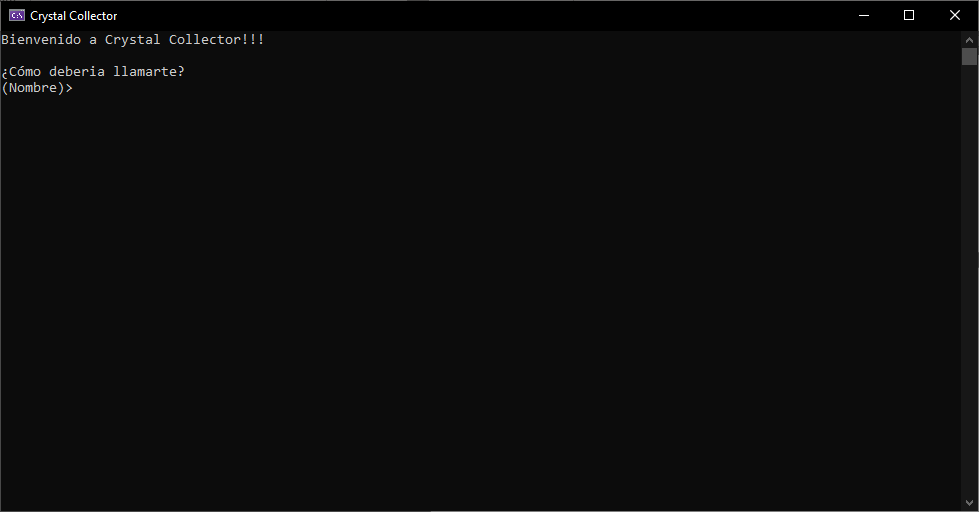 Crystal Collector
Bienvenido a Crystal Collector!!!
¿Cómo deberia llamarte?
(Nombre)>